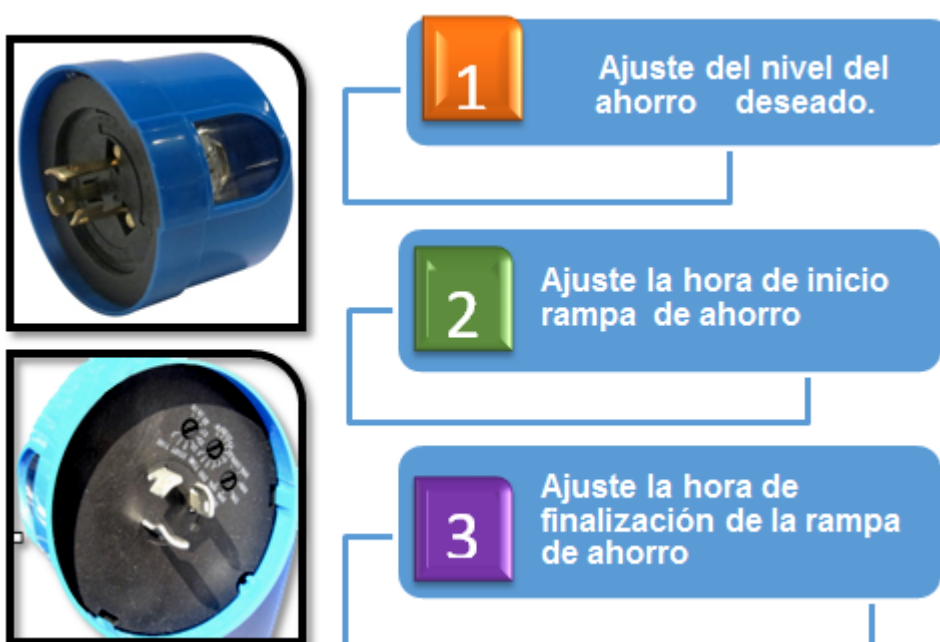 1
Ajuste del nivel del
ahorro deseado.
2
Ajuste la hora de inicio
rampa de ahorro
3
Ajuste la hora de
finalización de la rampa
de ahorro